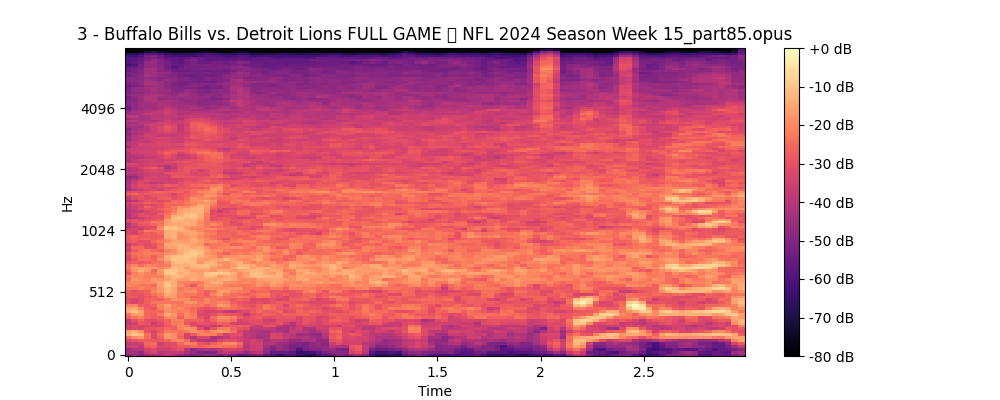 3 - Buffalo Bills vs. Detroit Lions FULL GAME ▯ NFL 2024 Season Week 15_part85.opus
+0 dB
4096
-10 dB
-20 dB
2048
-30 dB
Hz
1024
-40 dB
-50 dB
512
-60 dB
-70 dB
0
-80 dB
0 0.5 1 1.5 2 2.5
Time